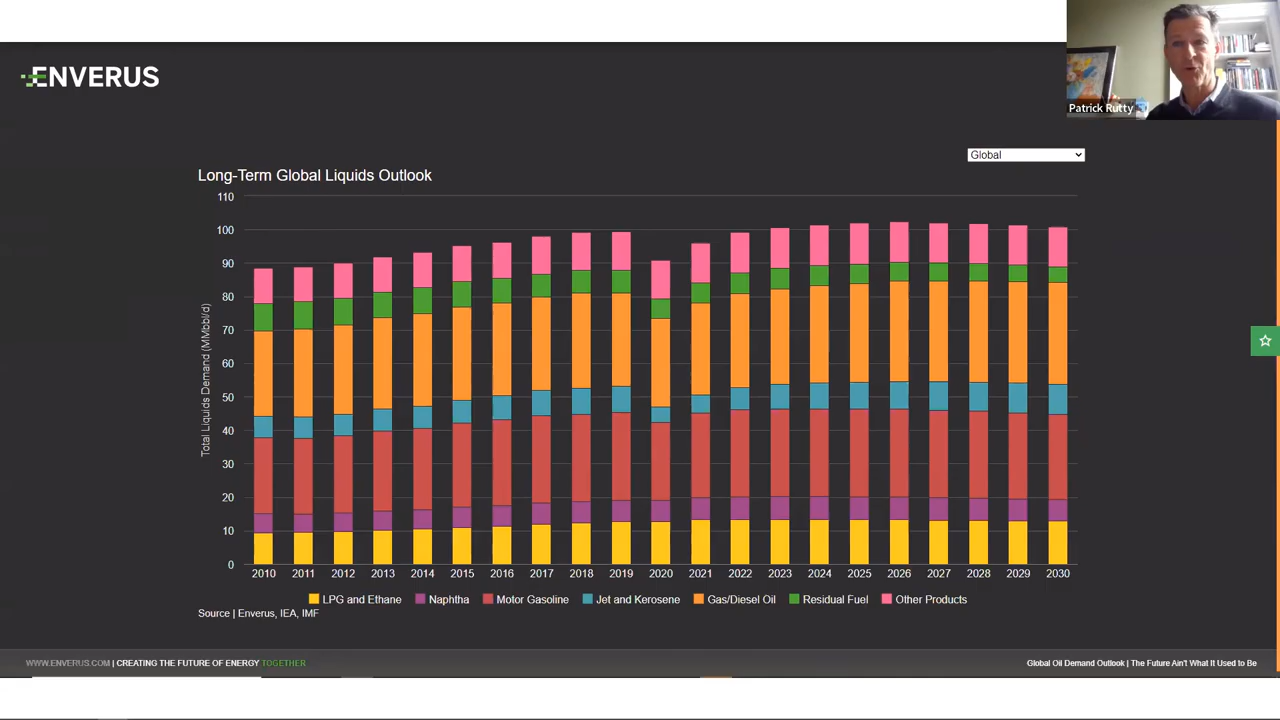 ENVERUS
Patrick Rutty
Global
Long-Term Global Liquids Outlook
Total Liquids Demand (MMbbl/d)
110
100
90
80
70
60
50
40
30
20
10
0
2010 2011 2012 2013 2014 2015 2016 2017 2018 2019 2020 2021 2022 2023 2024 2025 2026 2027 2028 2029 2030
LPG and Ethane Naphtha Motor Gasoline Jet and Kerosene Gas/Diesel Oil Residual Fuel Other Products
Source | Enverus, IEA, IMF
WWW.ENVERUS.COM | CREATING THE FUTURE OF ENERGY TOGETHER
Global Oil Demand Outlook | The Future Ain't What It Used to Be